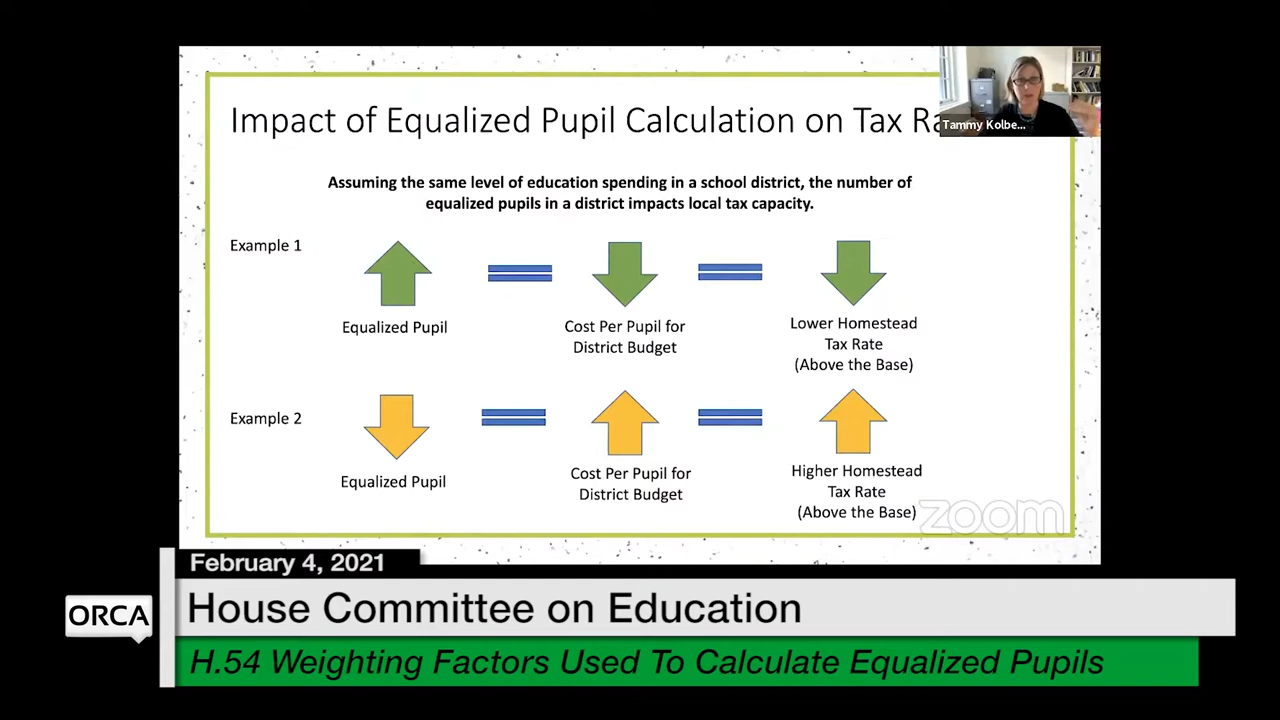 Impact of Equalized Pupil Calculation on Tax Ra
Tammy Kolbe...
Assuming the same level of education spending in a school district, the number of
equalized pupils in a district impacts local tax capacity.
Example 1
Equalized Pupil
Cost Per Pupil for
District Budget
Lower Homestead
Tax Rate
(Above the Base)
Example 2
Equalized Pupil
Cost Per Pupil for
District Budget
Higher Homestead
Tax Rate
(Above the Base)
zoom
February 4, 2021
ORCA
House Committee on Education
H.54 Weighting Factors Used To Calculate Equalized Pupils